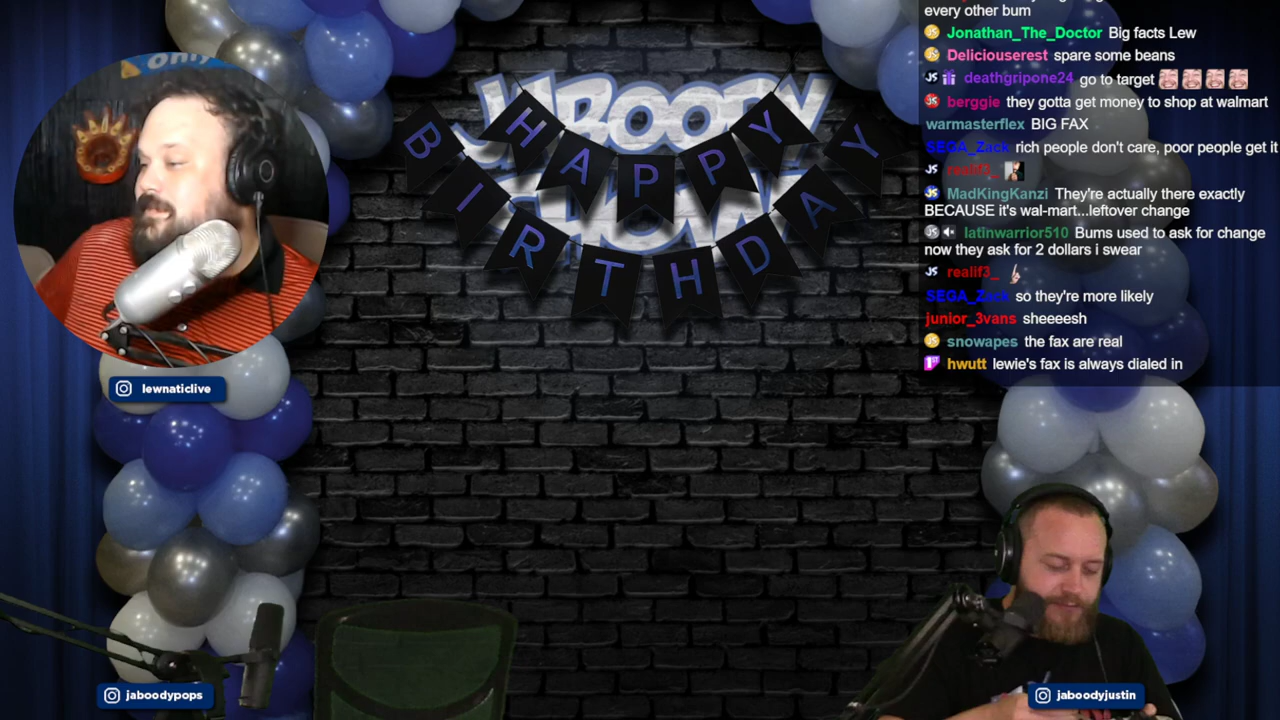 every other bum
Jonathan_The_Doctor Big facts Lew
Deliciouserest spare some beans
deathgripone24 go to target
berggie they gotta get money to shop at walmart
warmasterflex BIG FAX
SEGA_Zack rich people don't care, poor people get it
realif3_
MadKingKanzi They're actually there exactly
BECAUSE it's wal-mart...leftover change
latinwarrior510 Bums used to ask for change
now they ask for 2 dollars i swear
realif3_
SEGA_Zack so they're more likely
junior_3vans sheeeesh
snowapes the fax are real
hwutt lewie's fax is always dialed in
JABOODY
HAPPY
BIRTHDAY
lewnaticlive
jaboodypops
jaboodyjustin